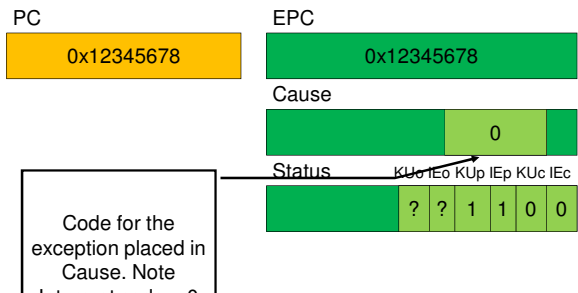 PC
EPC
0x12345678
0x12345678
Cause
0
Status
KUo IEo KUp IEp KUc IEc
? ? 1 1 0 0
Code for the
exception placed in
Cause. Note